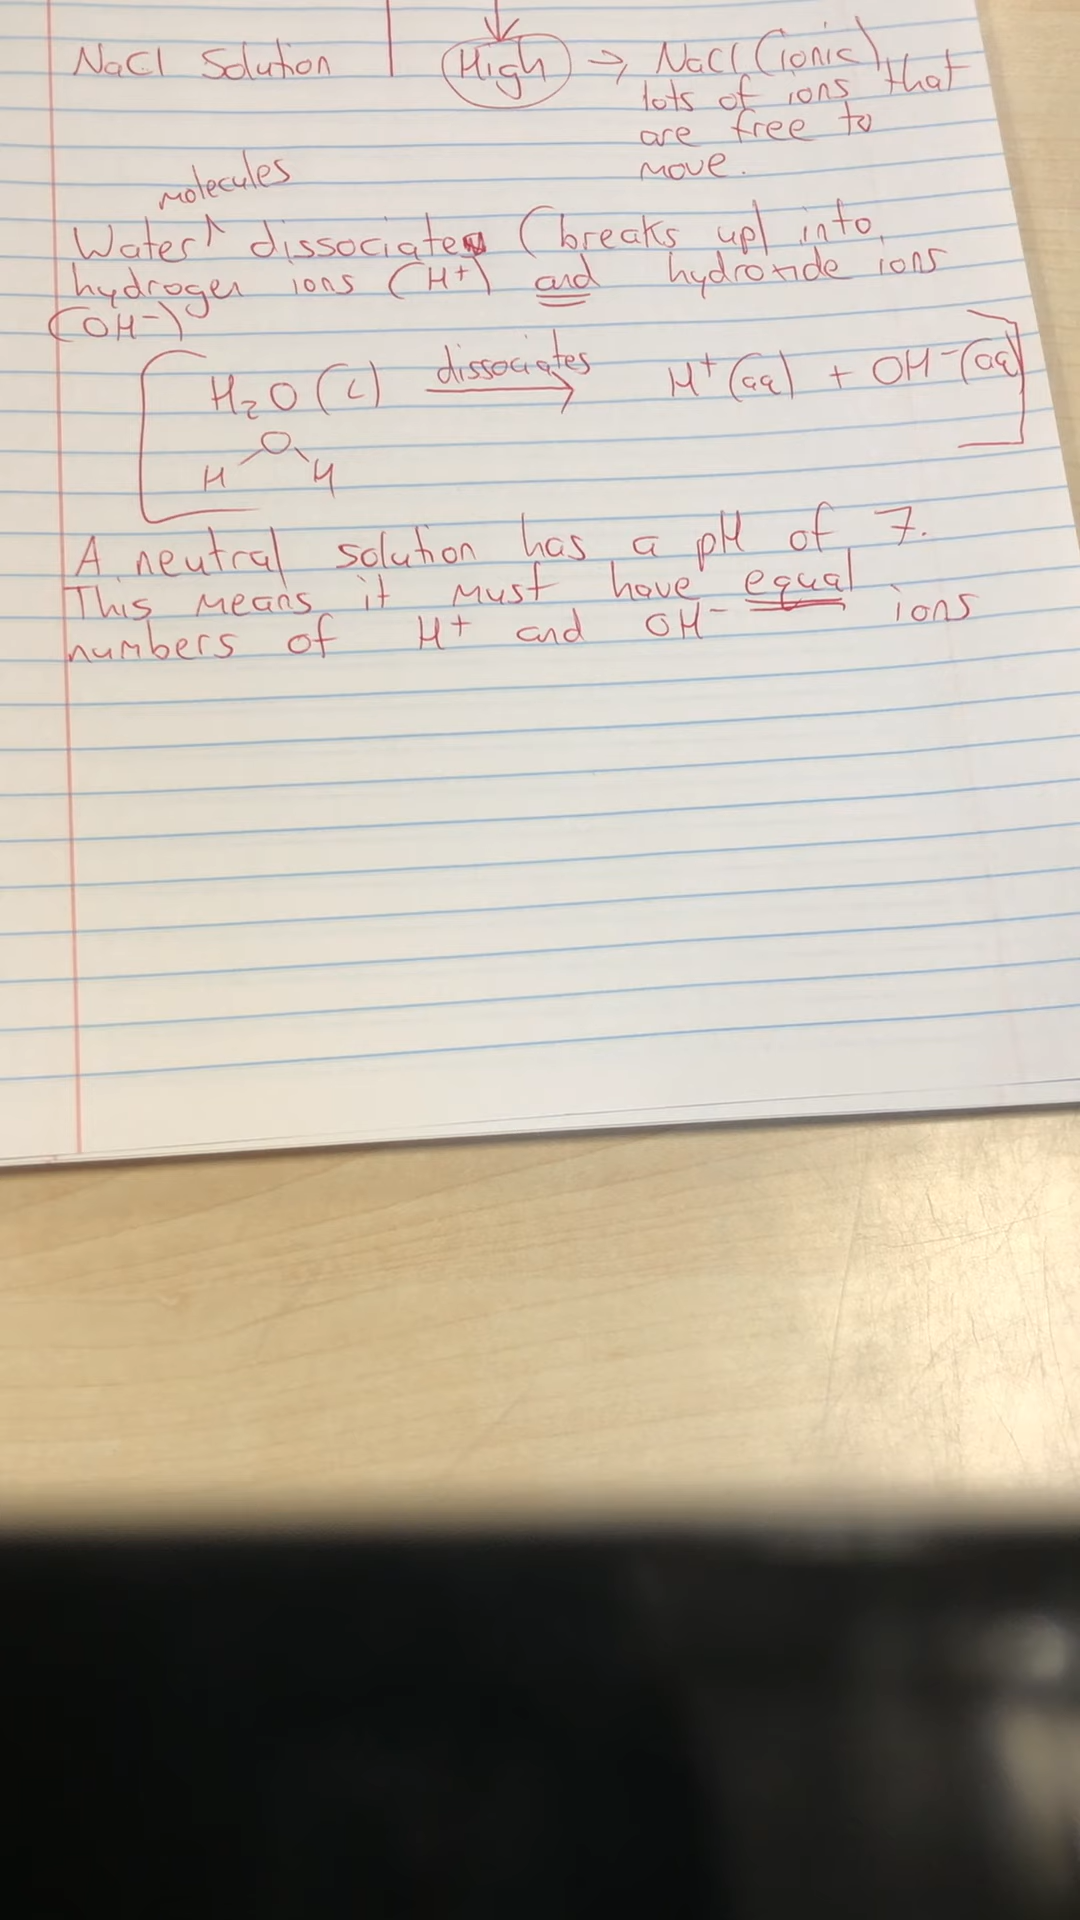 NaCl Solution | High → NaCl (ionic)
lots of ions that
are free to
move.
molecules
Water ^ dissociate (breaks up) into
hydrogen ions (H+) and hydroxide ions
(OH-)
H₂O (L) dissociates → H⁺(aq) + OH⁻(aq)
O
H H
A neutral solution has a pH of 7.
This means it must have equal
numbers of H⁺ and OH⁻ ions